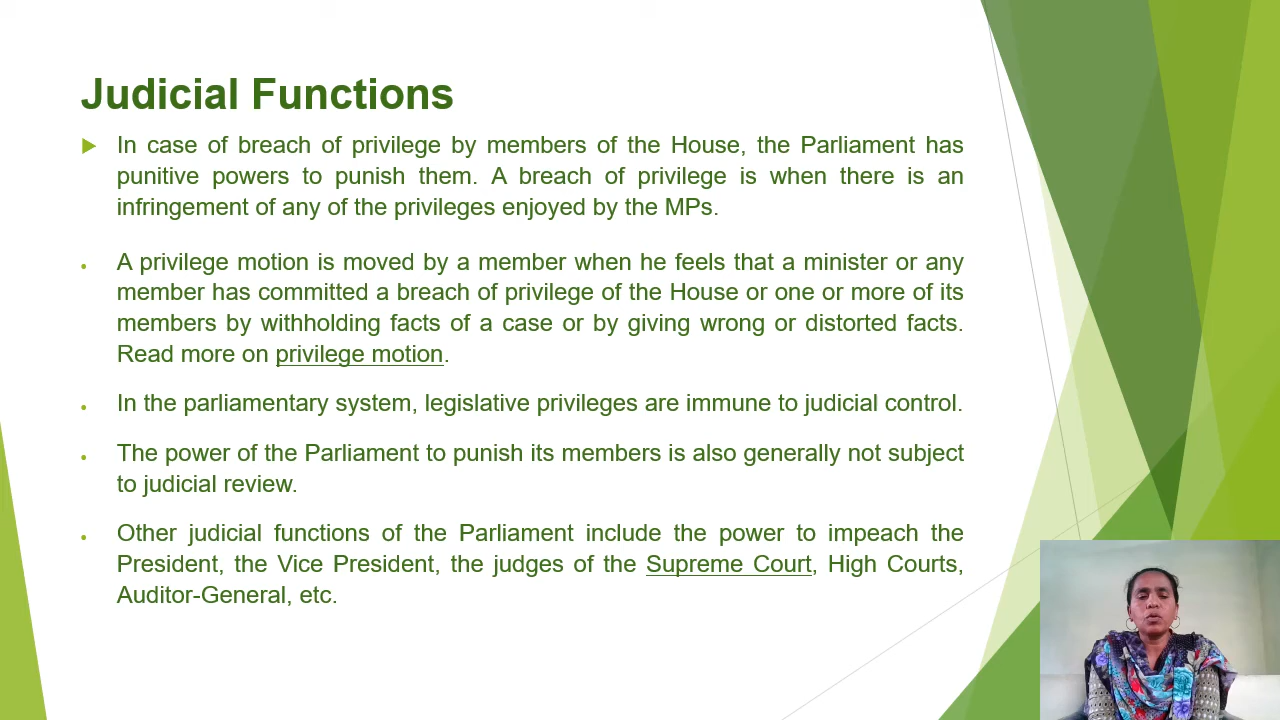 Judicial Functions
In case of breach of privilege by members of the House, the Parliament has
punitive powers to punish them. A breach of privilege is when there is an
infringement of any of the privileges enjoyed by the MPs.
A privilege motion is moved by a member when he feels that a minister or any
member has committed a breach of privilege of the House or one or more of its
members by withholding facts of a case or by giving wrong or distorted facts.
Read more on privilege motion.
In the parliamentary system, legislative privileges are immune to judicial control.
The power of the Parliament to punish its members is also generally not subject
to judicial review.
Other judicial functions of the Parliament include the power to impeach the
President, the Vice President, the judges of the Supreme Court, High Courts,
Auditor-General, etc.